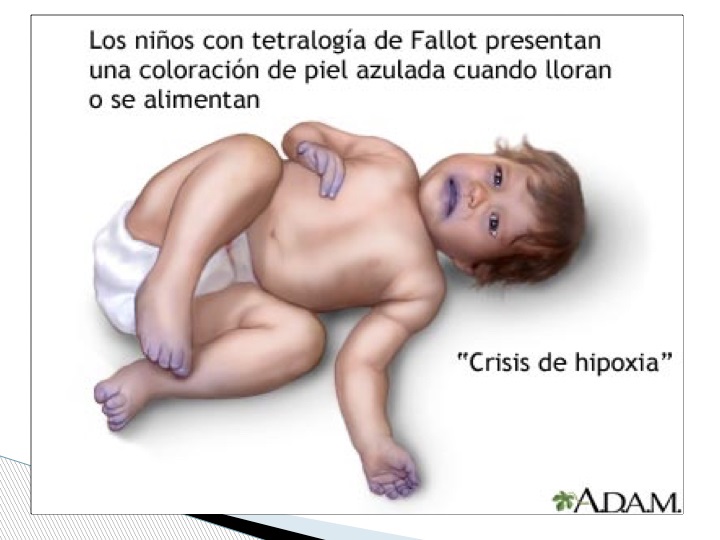 Los niños con tetralogía de Fallot presentan
una coloración de piel azulada cuando lloran
o se alimentan
“Crisis de hipoxia”
A.D.A.M.